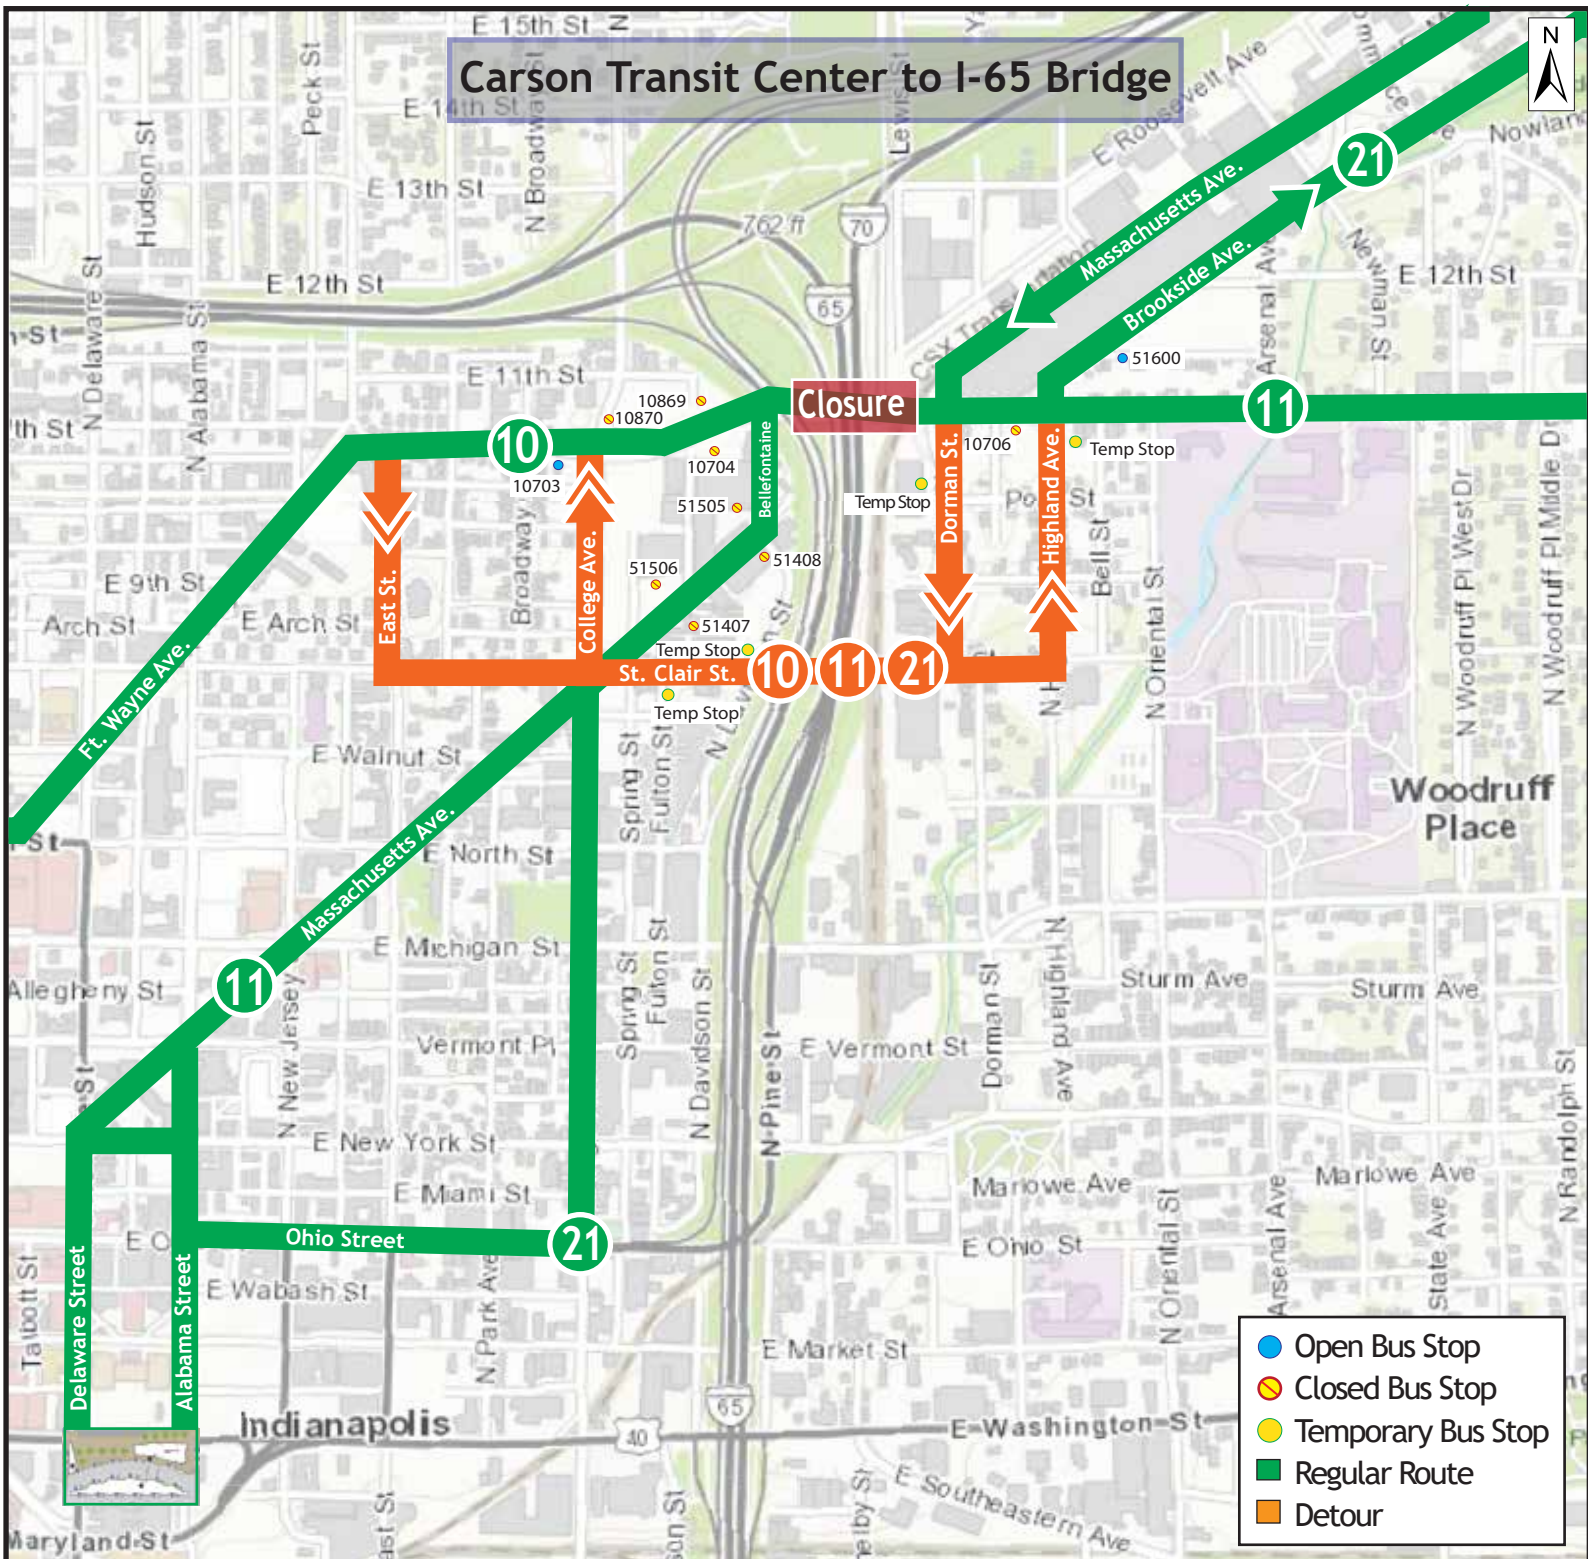 E 15th St
N
Carson Transit Center to I-65 Bridge
N
Peck St
E 14th St
N Broadway St
Lewis St
E Roosevelt Ave
Nowland
Hudson St
E 13th St
21
762 ft
70
Massachusetts Ave.
Brookside Ave.
Arsenal Ave
Newman St
E 12th St
E 12th St
N Delaware St
N Alabama St
65
CSX Transportation
51600
E 11th St
10869
10870
Closure
11
10
10704
10703
10706
Temp Stop
Temp Stop
51505
Bellefontaine
Dorman St.
Highland Ave.
51408
51506
51407
Temp Stop
Temp Stop
East St.
College Ave.
Broadway
E 9th St
Arch St
E Arch St
Bell St
N Oriental St
N Woodruff Pl West Dr
N Woodruff Pl Middle Dr
St. Clair St.
10
11
21
Ft. Wayne Ave.
E Walnut St
Spring St
Fulton St
Woodruff
Place
Massachusetts Ave.
E North St
E Michigan St
Spring St
Fulton St
N Davidson St
Dorman St
N Highland Ave
Sturm Ave
Sturm Ave
Allegheny St
11
N New Jersey
Vermont Pl
N Pine St
E Vermont St
E New York St
E Miami St
Marlowe Ave
Marlowe Ave
N Randolph St
Ohio Street
21
E Ohio St
N Oriental St
Arsenal Ave
State Ave
Talbott St
Delaware Street
Alabama Street
E Wabash St
N Park Ave
E Market St
Indianapolis
40
65
E Washington St
E Southeastern Ave
Maryland St
Open Bus Stop
Closed Bus Stop
Temporary Bus Stop
Regular Route
Detour